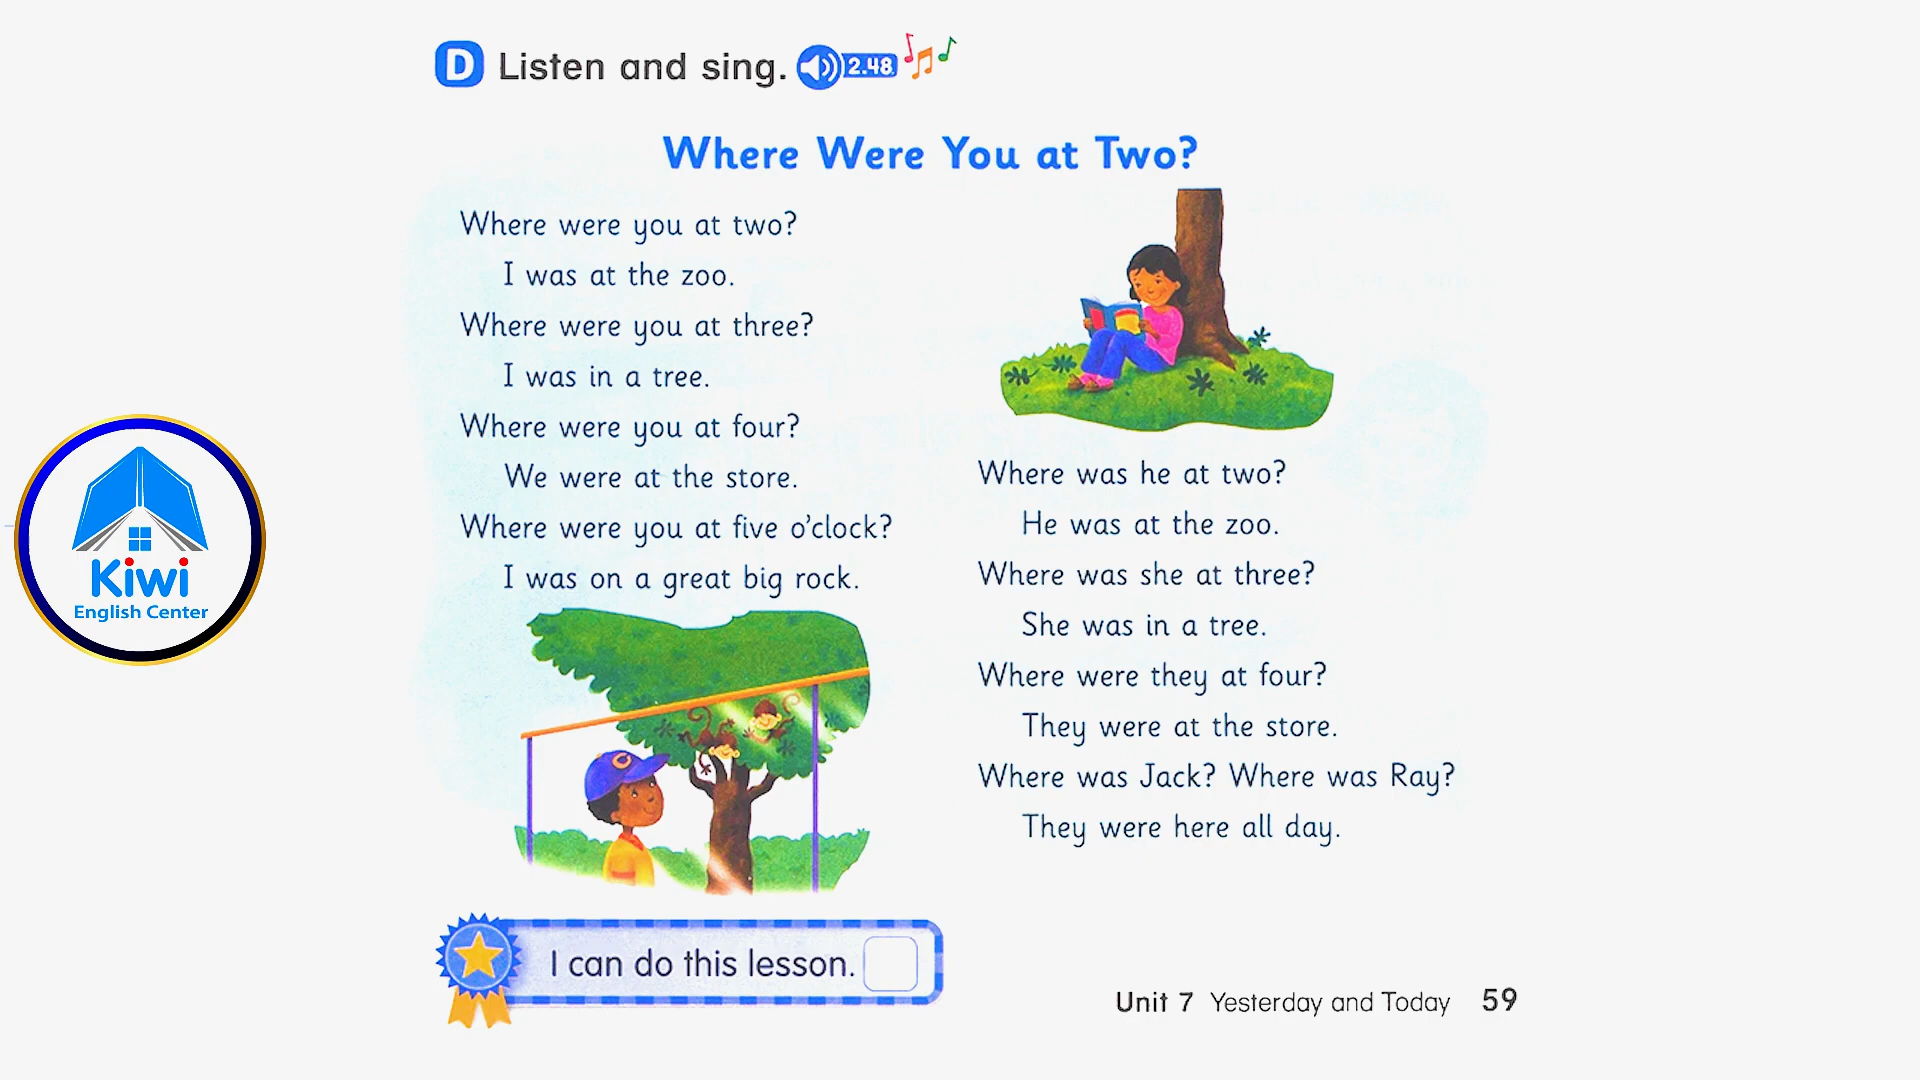 D Listen and sing. 2.48
Where Were You at Two?
Where were you at two?
I was at the zoo.
Where were you at three?
I was in a tree.
Where were you at four?
We were at the store.
Where were you at five o'clock?
I was on a great big rock.
Where was he at two?
He was at the zoo.
Where was she at three?
She was in a tree.
Where were they at four?
They were at the store.
Where was Jack? Where was Ray?
They were here all day.
I can do this lesson.
Unit 7 Yesterday and Today 59
Kiwi
English Center